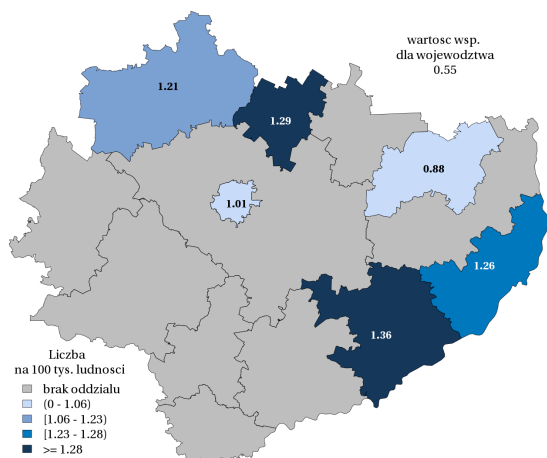 wartosc wsp.
dla wojewodztwa
0.55
1.21
1.29
0.88
1.01
1.26
1.36
Liczba
na 100 tys. ludnosci
brak oddzialu
(0 - 1.06)
[1.06 - 1.23)
[1.23 - 1.28)
>= 1.28